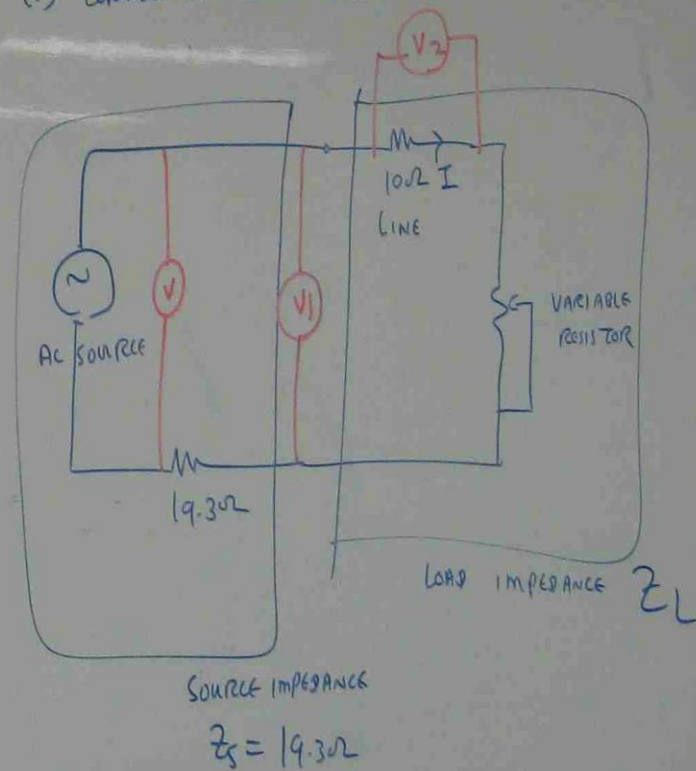 V2
10Ω I
LINE
~
V
V1
AC SOURCE
VARIABLE
RESISTOR
19.3Ω
LOAD IMPEDANCE ZL
SOURCE IMPEDANCE
Zs = 19.3Ω